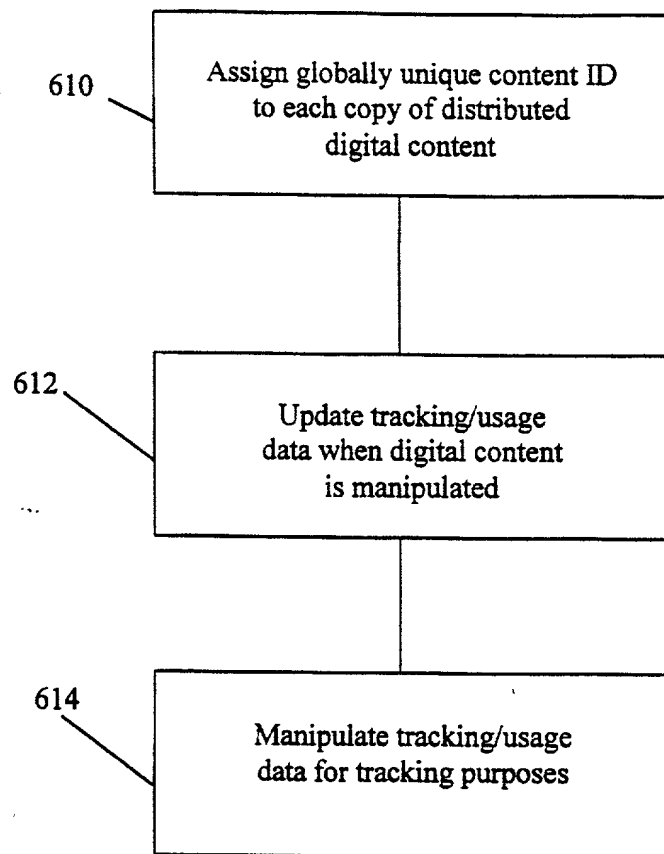 610
Assign globally unique content ID
to each copy of distributed
digital content
612
Update tracking/usage
data when digital content
is manipulated
614
Manipulate tracking/usage
data for tracking purposes